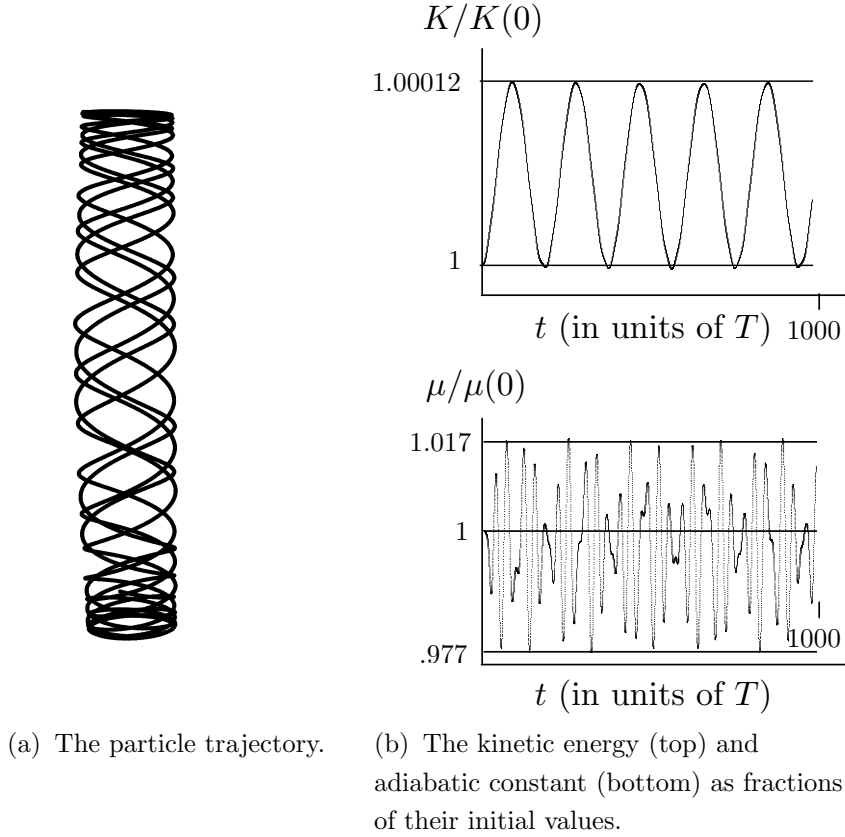 K/K(0)
1.00012
1
t (in units of T) 1000
μ/μ(0)
1.017
1
1000
.977
t (in units of T)
(a) The particle trajectory.
(b) The kinetic energy (top) and
adiabatic constant (bottom) as fractions
of their initial values.